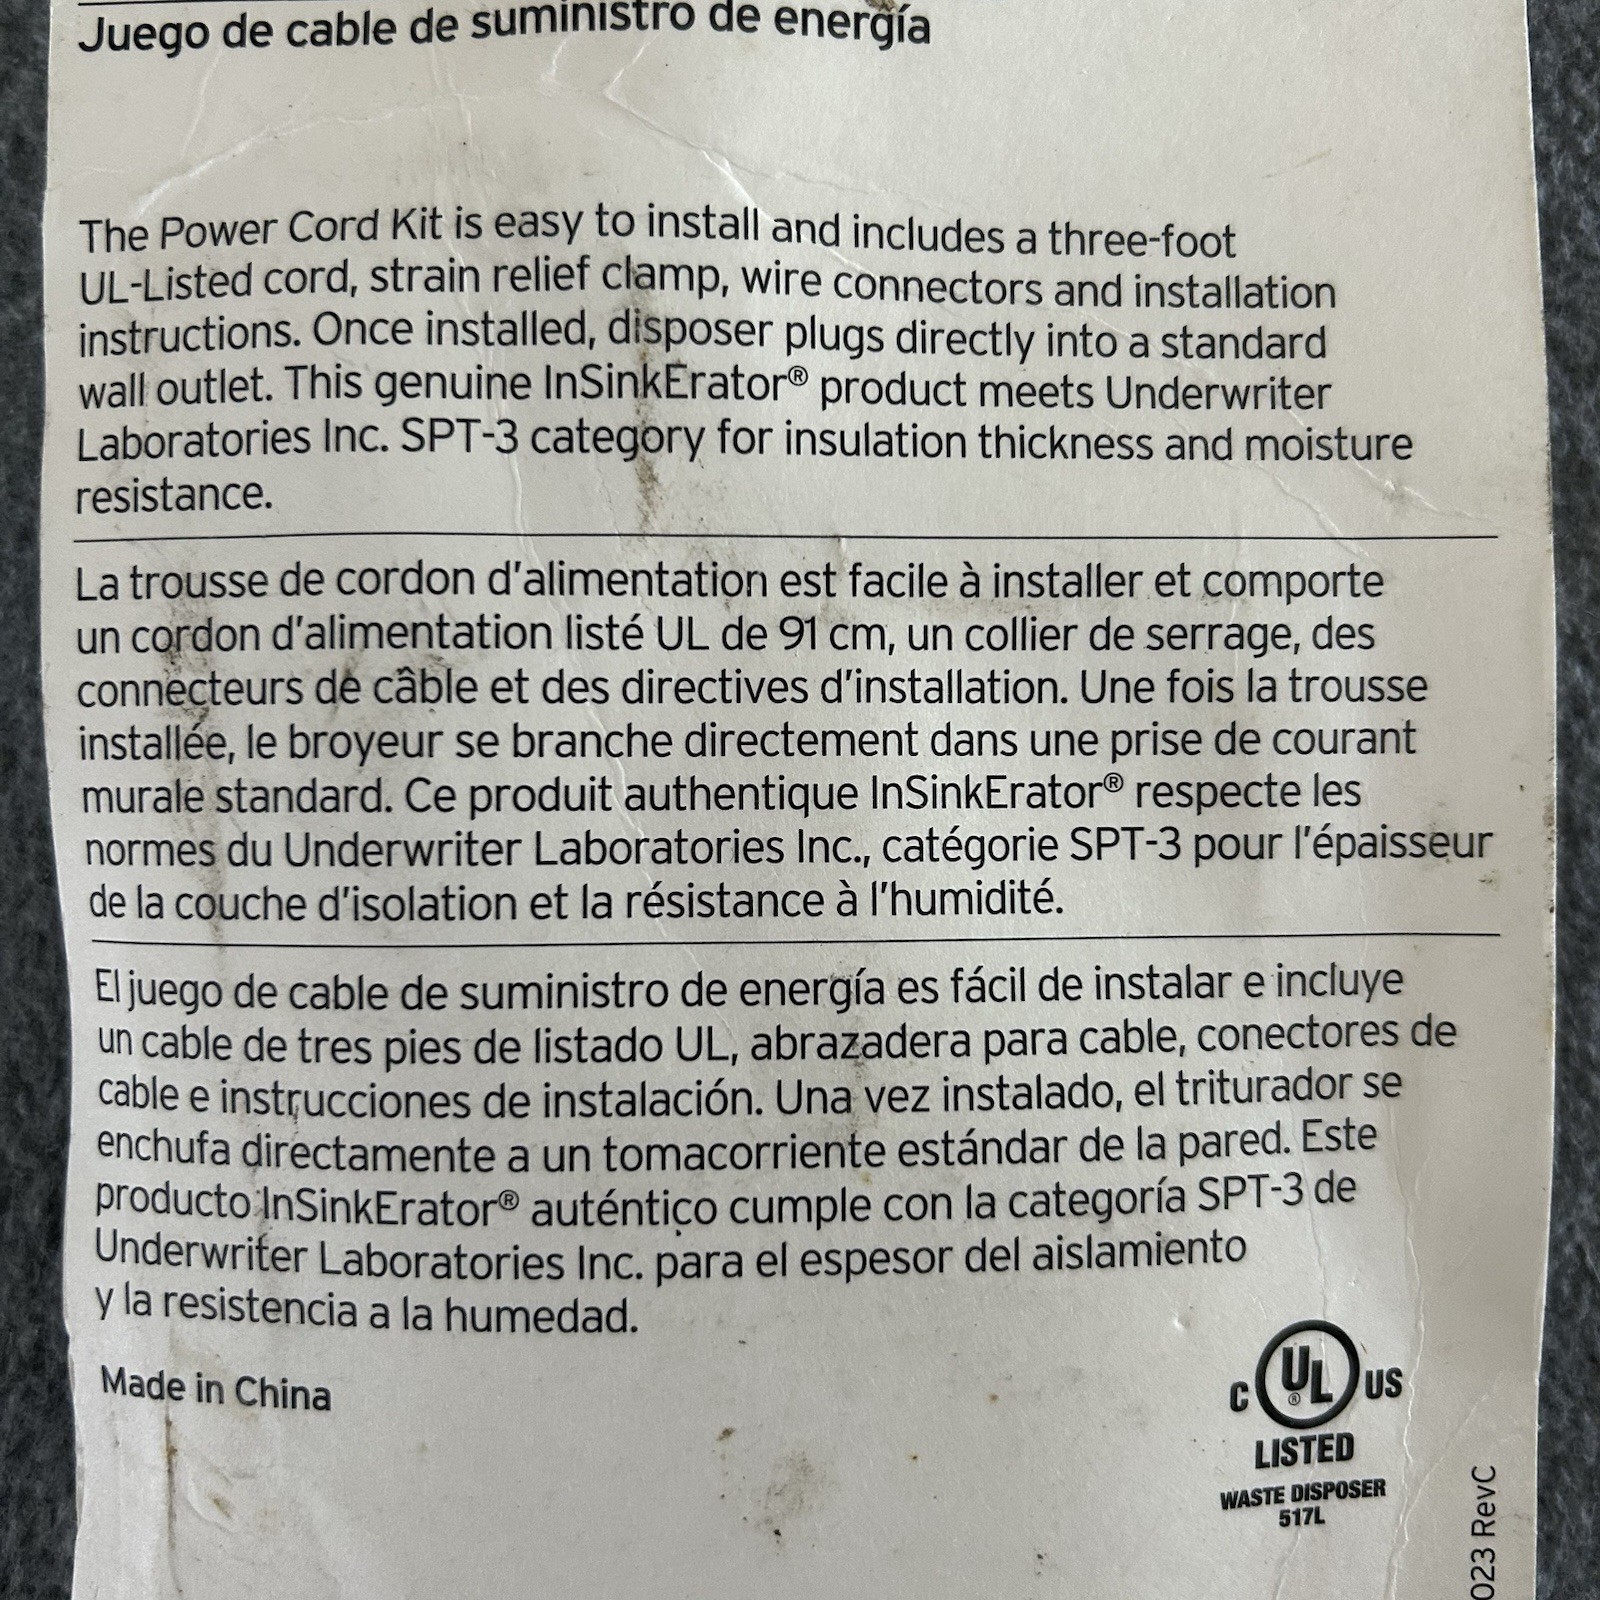 Juego de cable de suministro de energía
The Power Cord Kit is easy to install and includes a three-foot
UL-Listed cord, strain relief clamp, wire connectors and installation
instructions. Once installed, disposer plugs directly into a standard
wall outlet. This genuine InSinkErator® product meets Underwriter
Laboratories Inc. SPT-3 category for insulation thickness and moisture
resistance.
La trousse de cordon d'alimentation est facile à installer et comporte
un cordon d'alimentation listé UL de 91 cm, un collier de serrage, des
connecteurs de câble et des directives d'installation. Une fois la trousse
installée, le broyeur se branche directement dans une prise de courant
murale standard. Ce produit authentique InSinkErator® respecte les
normes du Underwriter Laboratories Inc., catégorie SPT-3 pour l'épaisseur
de la couche d'isolation et la résistance à l'humidité.
El juego de cable de suministro de energía es fácil de instalar e incluye
un cable de tres pies de listado UL, abrazadera para cable, conectores de
cable e instrucciones de instalación. Una vez instalado, el triturador se
enchufa directamente a un tomacorriente estándar de la pared. Este
producto InSinkErator® auténtico cumple con la categoría SPT-3 de
Underwriter Laboratories Inc. para el espesor del aislamiento
y la resistencia a la humedad.
Made in China
C UL® US
LISTED
WASTE DISPOSER
517L
023 RevC